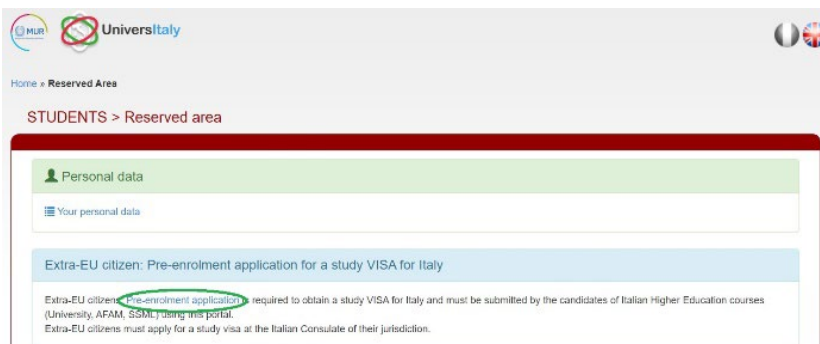 MUR UniversItaly
Home » Reserved Area
STUDENTS > Reserved area
Personal data
Your personal data
Extra-EU citizen: Pre-enrolment application for a study VISA for Italy
Extra-EU citizens Pre-enrolment application is required to obtain a study VISA for Italy and must be submitted by the candidates of Italian Higher Education courses
(University, AFAM, SSML) using this portal.
Extra-EU citizens must apply for a study visa at the Italian Consulate of their jurisdiction.